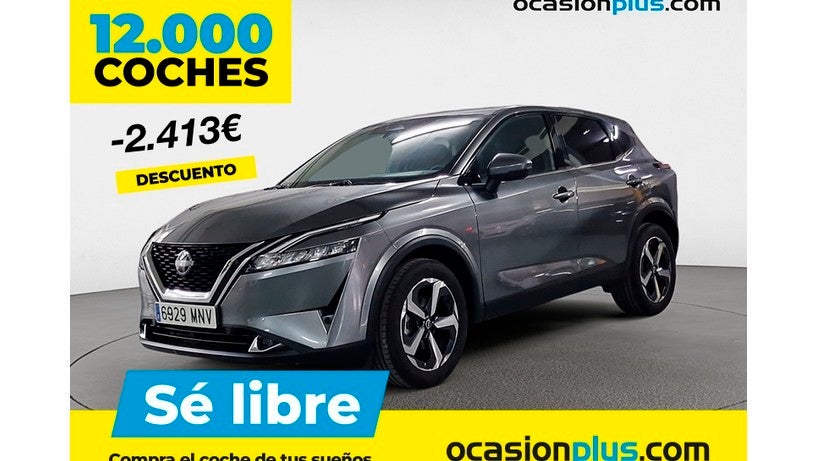 ocasionplus.com
12.000
COCHES
-2.413€
DESCUENTO
6929 MNV
Sé libre
Compra el coche de tus sueños
ocasionplus.com